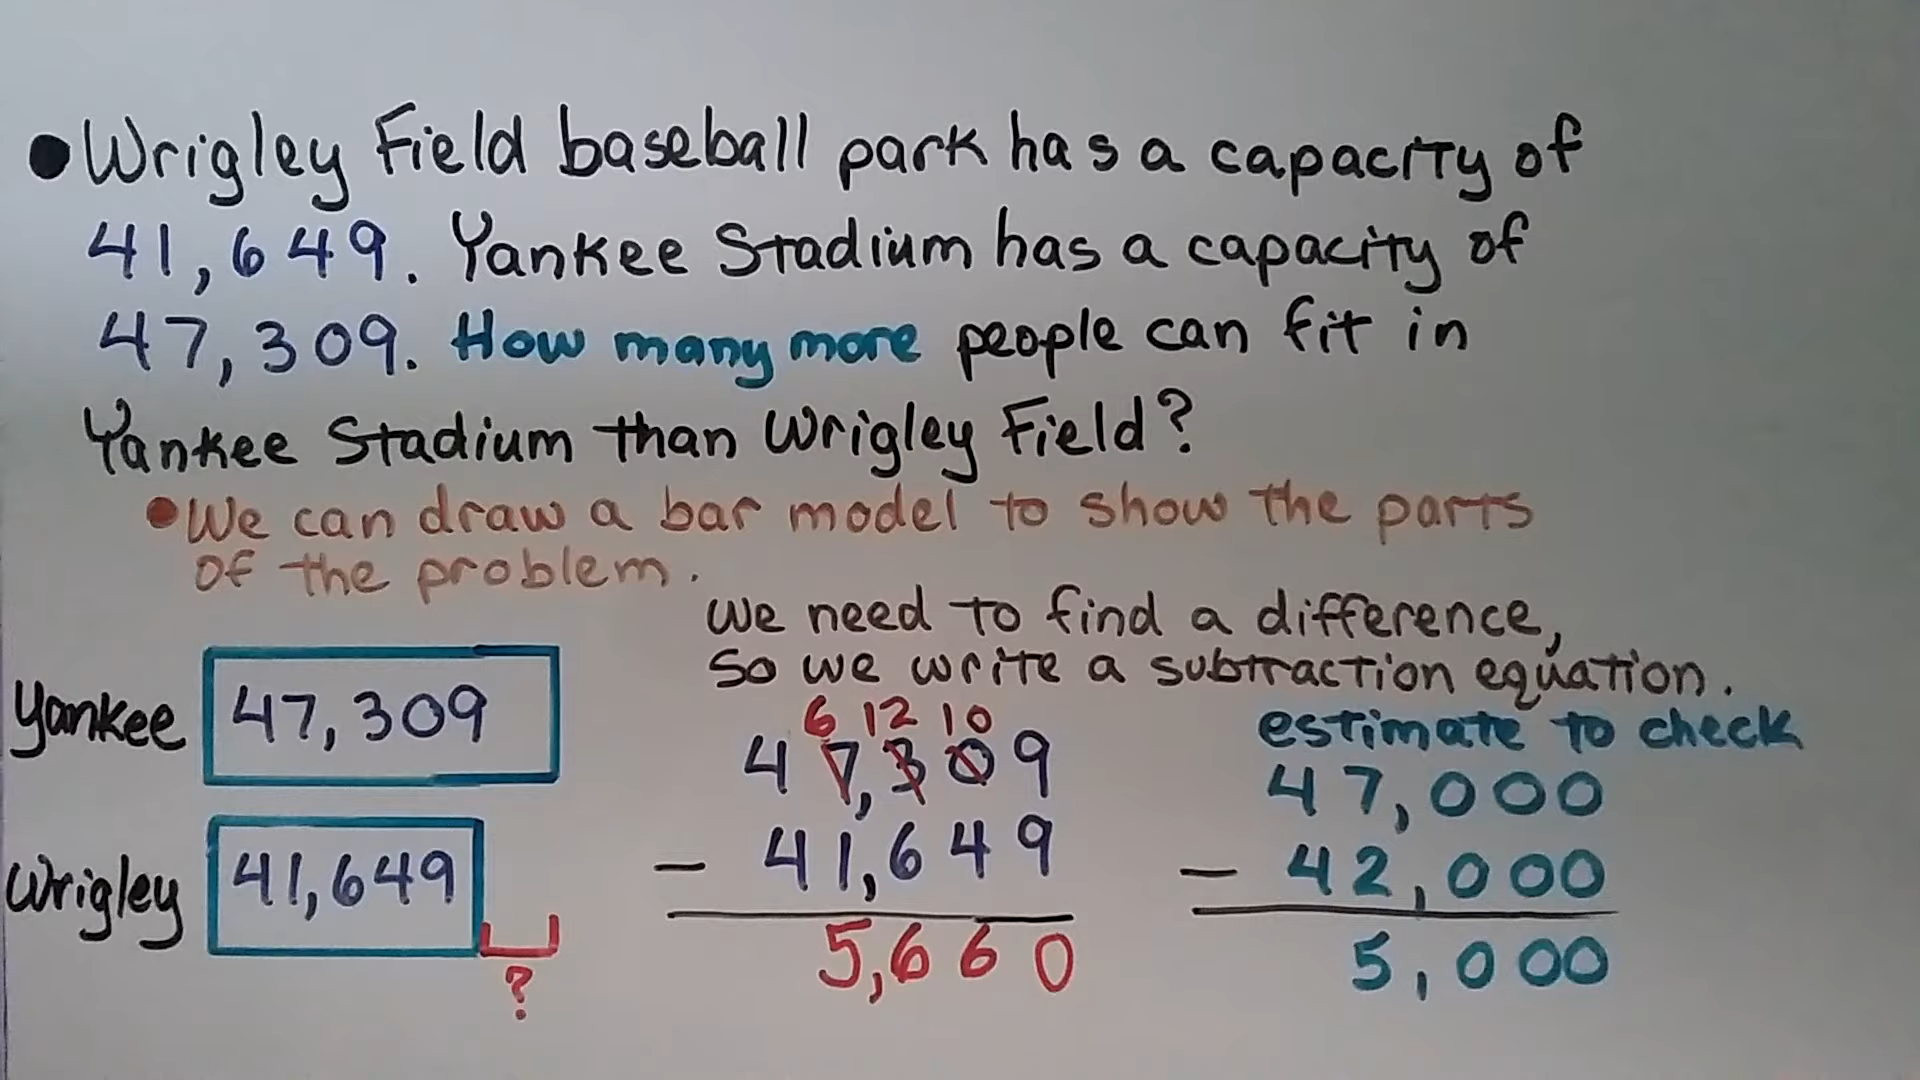 •Wrigley Field baseball park has a capacity of
41,649. Yankee Stadium has a capacity of
47,309. How many more people can fit in
Yankee Stadium than Wrigley Field?
•We can draw a bar model to show the parts
of the problem.
We need to find a difference,
So we write a subtraction equation.
Yankee 47,309
Wrigley 41,649
?
6 12 10
47,309
- 41,649
5,660
estimate to check
47,000
- 42,000
5,000